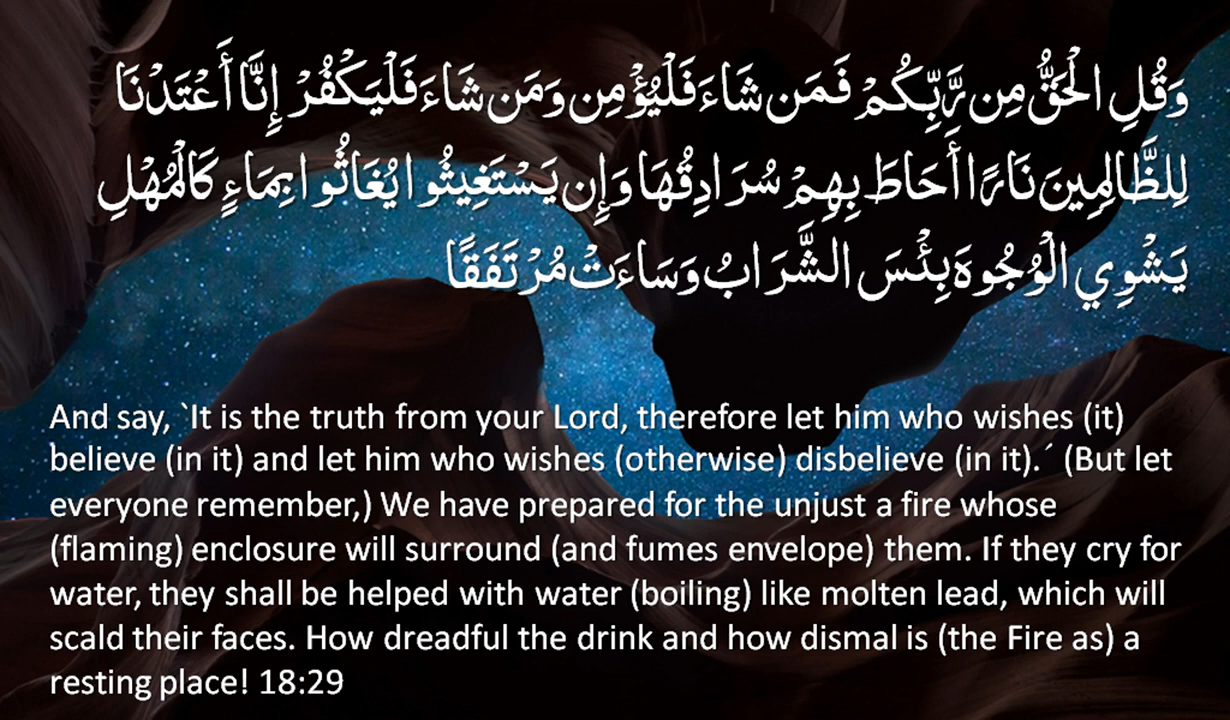 وَقُلِ الْحَقُّ مِن رَّبِّكُمْ فَمَن شَاءَ فَلْيُؤْمِن وَمَن شَاءَ فَلْيَكْفُرْ إِنَّا أَعْتَدْنَا
لِلظَّالِمِينَ نَارًا أَحَاطَ بِهِمْ سُرَادِقُهَا وَإِن يَسْتَغِيثُوا يُغَاثُوا بِمَاءٍ كَالْمُهْلِ
يَشْوِي الْوُجُوهَ بِئْسَ الشَّرَابُ وَسَاءَتْ مُرْتَفَقًا
And say, `It is the truth from your Lord, therefore let him who wishes (it)
believe (in it) and let him who wishes (otherwise) disbelieve (in it).´ (But let
everyone remember,) We have prepared for the unjust a fire whose
(flaming) enclosure will surround (and fumes envelope) them. If they cry for
water, they shall be helped with water (boiling) like molten lead, which will
scald their faces. How dreadful the drink and how dismal is (the Fire as) a
resting place! 18:29